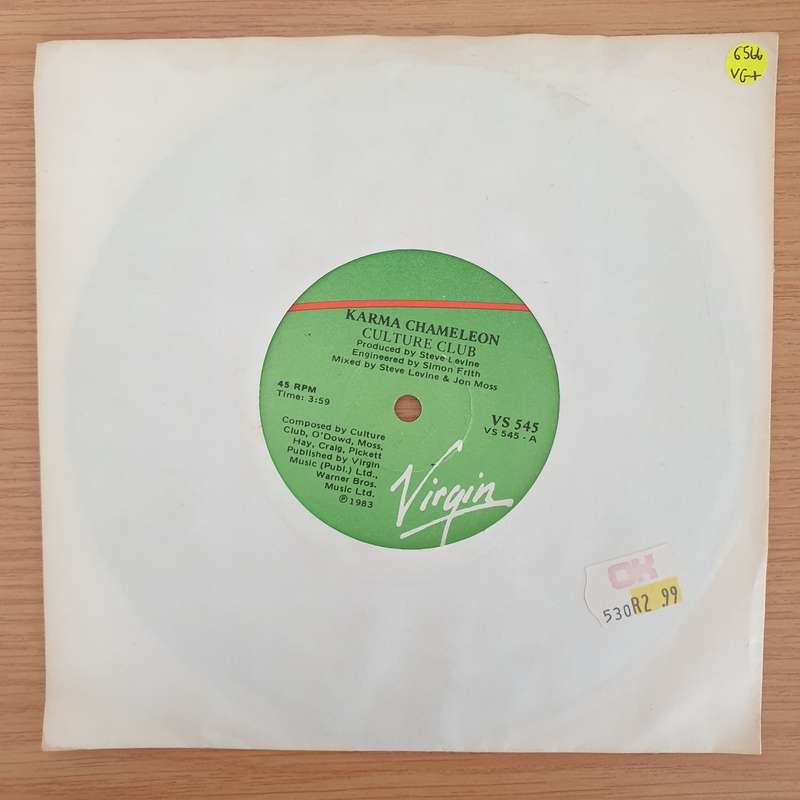 6566
VG+
KARMA CHAMELEON
CULTURE CLUB
Produced by Steve Levine
Engineered by Simon Frith
Mixed by Steve Levine & Jon Moss
45 RPM
Time: 3:59
VS 545
VS 545 - A
Composed by Culture
Club, O'Dowd, Moss,
Hay, Craig, Pickett
Published by Virgin
Music (Publ.) Ltd.,
Warner Bros.
Music Ltd.
℗ 1983
Virgin
OK
530R2 .99